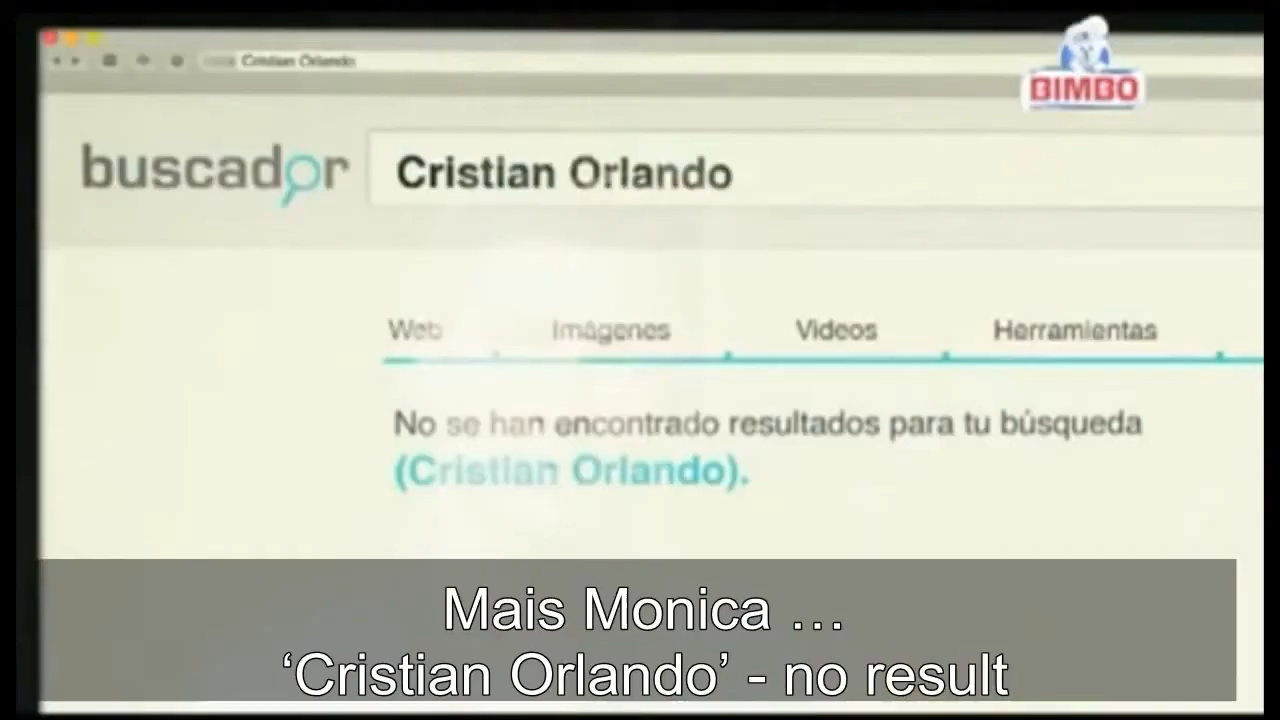 Cristian Orlando
BIMBO
buscador
Cristian Orlando
Web Imágenes Videos Herramientas
No se han encontrado resultados para tu búsqueda
(Cristian Orlando).
Mais Monica …
‘Cristian Orlando’ - no result